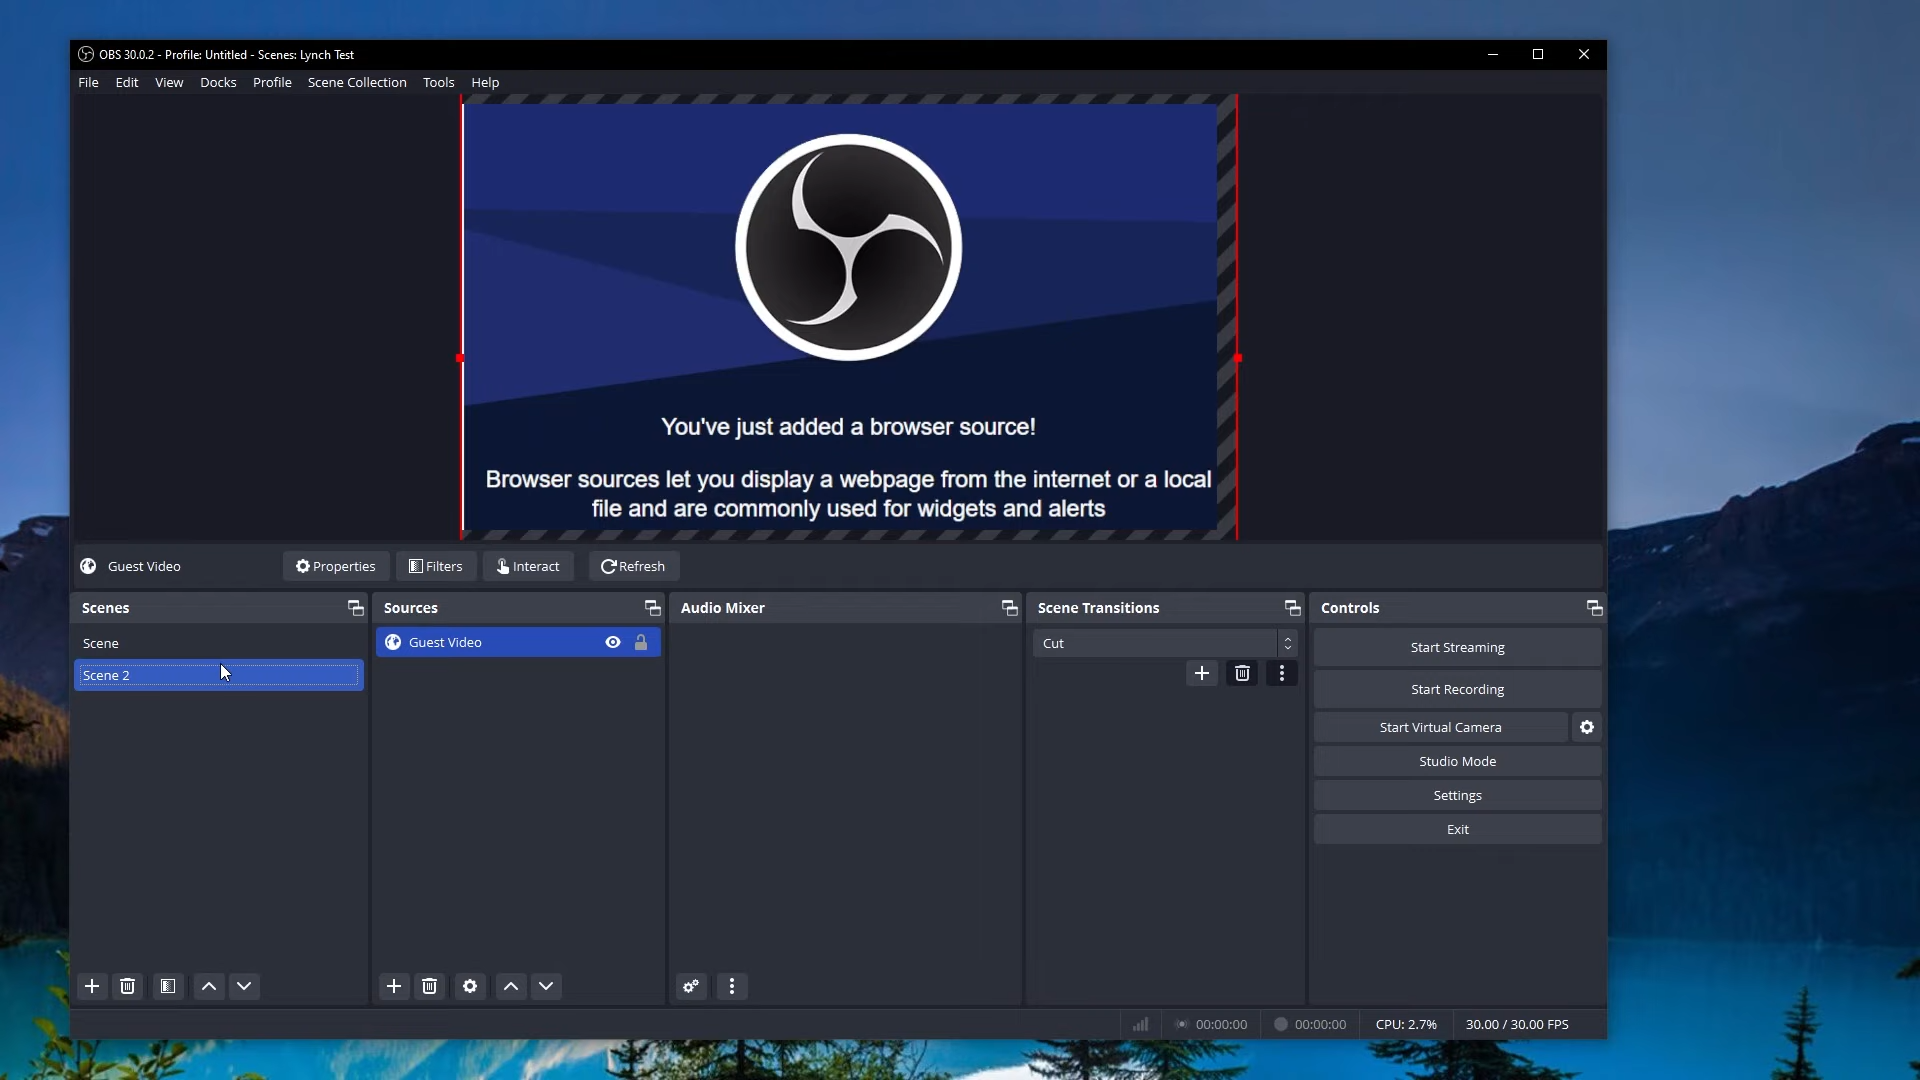 OBS 30.0.2 - Profile: Untitled - Scenes: Lynch Test
File Edit View Docks Profile Scene Collection Tools Help
You've just added a browser source!
Browser sources let you display a webpage from the internet or a local
file and are commonly used for widgets and alerts
Guest Video Properties Filters Interact Refresh
Scenes Sources Audio Mixer Scene Transitions Controls
Scene Guest Video Cut Start Streaming
Scene 2
Start Recording
Start Virtual Camera
Studio Mode
Settings
Exit
00:00:00 00:00:00 CPU: 2.7% 30.00 / 30.00 FPS